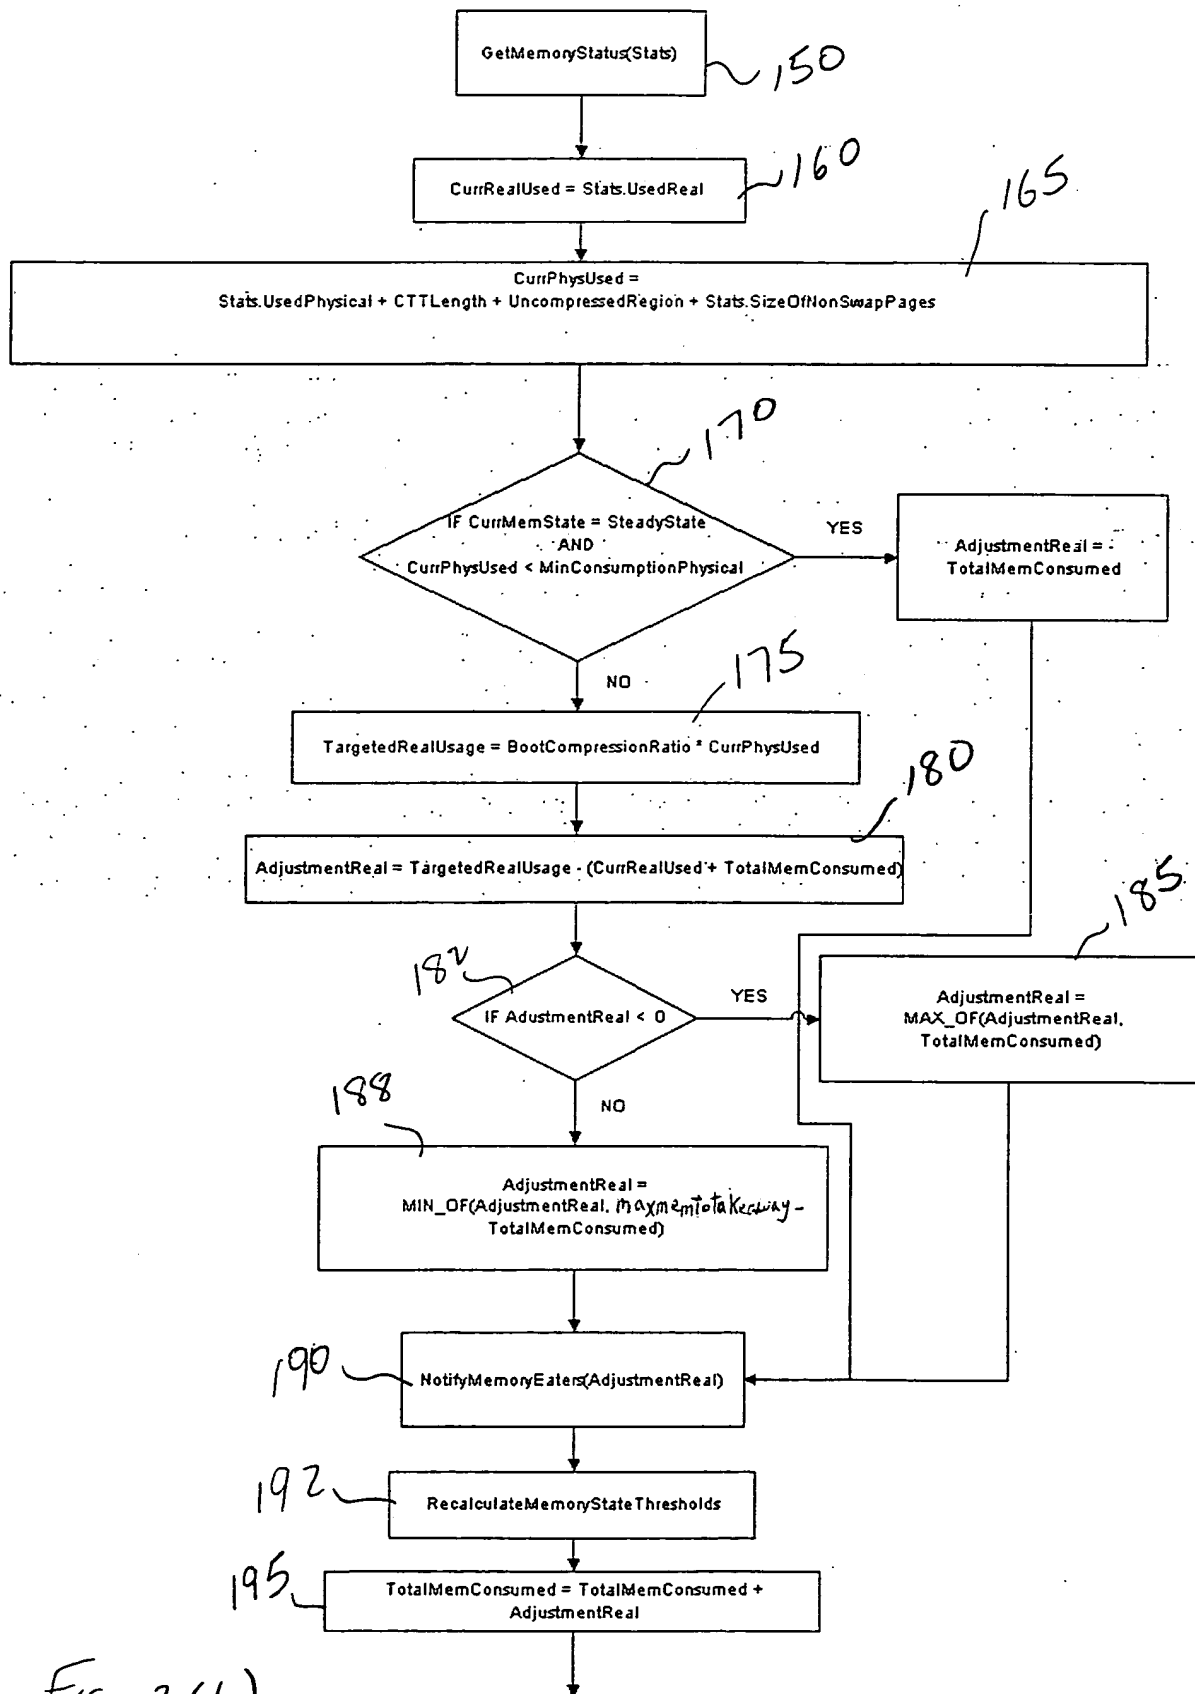 GetMemoryStatus(Stats)
150
CurrRealUsed = Stats.UsedReal
160
165
CurrPhysUsed =
Stats.UsedPhysical + CTTLength + UncompressedRegion + Stats.SizeOfNonSwapPages
170
IF CurrMemState = SteadyState
AND
CurrPhysUsed < MinConsumptionPhysical
YES
AdjustmentReal = -
TotalMemConsumed
NO
175
TargetedRealUsage = BootCompressionRatio * CurrPhysUsed
180
AdjustmentReal = TargetedRealUsage - (CurrRealUsed + TotalMemConsumed)
182
IF AdustmentReal < 0
YES
185
AdjustmentReal =
MAX_OF(AdjustmentReal,
TotalMemConsumed)
NO
188
AdjustmentReal =
MIN_OF(AdjustmentReal, maxmemtotakeaway -
TotalMemConsumed)
190
NotifyMemoryEaters(AdjustmentReal)
192
RecalculateMemoryStateThresholds
195
TotalMemConsumed = TotalMemConsumed +
AdjustmentReal